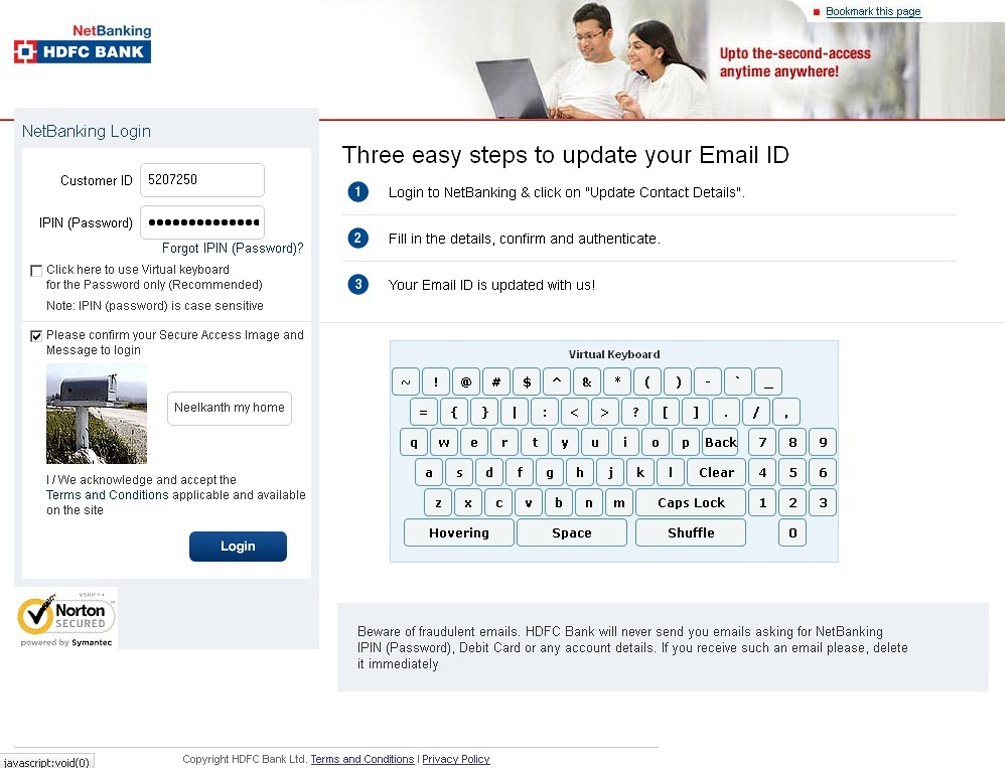 Bookmark this page
NetBanking
HDFC BANK
Upto the-second-access
anytime anywhere!
NetBanking Login
Customer ID 5207250
IPIN (Password) ••••••••••••••
Forgot IPIN (Password)?
Click here to use Virtual keyboard
for the Password only (Recommended)
Note: IPIN (password) is case sensitive
Please confirm your Secure Access Image and
Message to login
Neelkanth my home
I / We acknowledge and accept the
Terms and Conditions applicable and available
on the site
Login
VERIFY▸
Norton
SECURED
powered by Symantec
Three easy steps to update your Email ID
1 Login to NetBanking & click on "Update Contact Details".
2 Fill in the details, confirm and authenticate.
3 Your Email ID is updated with us!
Virtual Keyboard
~ ! @ # $ ^ & * ( ) - ` _
= { } | : < > ? [ ] . / ,
q w e r t y u i o p Back 7 8 9
a s d f g h j k l Clear 4 5 6
z x c v b n m Caps Lock 1 2 3
Hovering Space Shuffle 0
Beware of fraudulent emails. HDFC Bank will never send you emails asking for NetBanking
IPIN (Password), Debit Card or any account details. If you receive such an email please, delete
it immediately
Copyright HDFC Bank Ltd. Terms and Conditions | Privacy Policy
javascript:void(0)